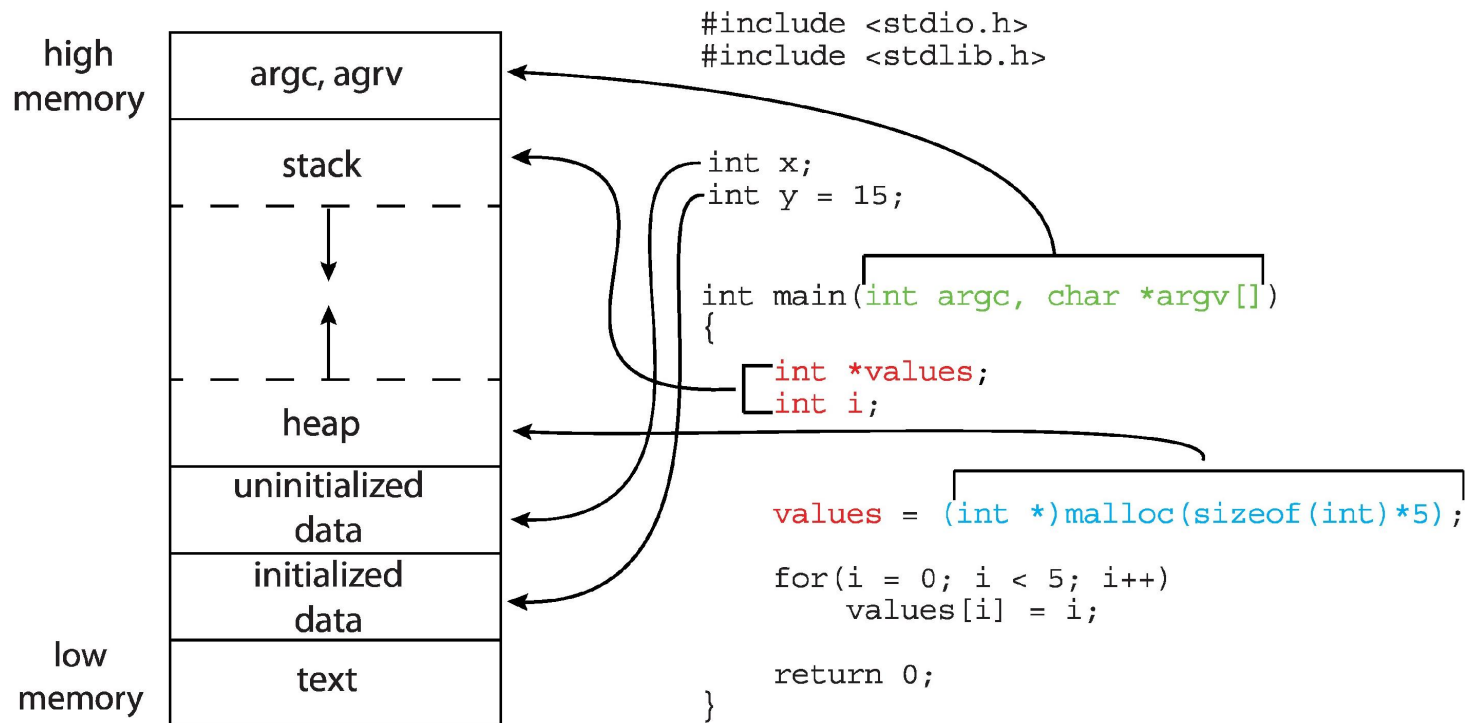 high
memory
argc, agrv
stack
heap
uninitialized
data
initialized
data
low
memory
text
#include <stdio.h>
#include <stdlib.h>
int x;
int y = 15;
int main(int argc, char *argv[])
{
int *values;
int i;
values = (int *)malloc(sizeof(int)*5);
for(i = 0; i < 5; i++)
values[i] = i;
return 0;
}